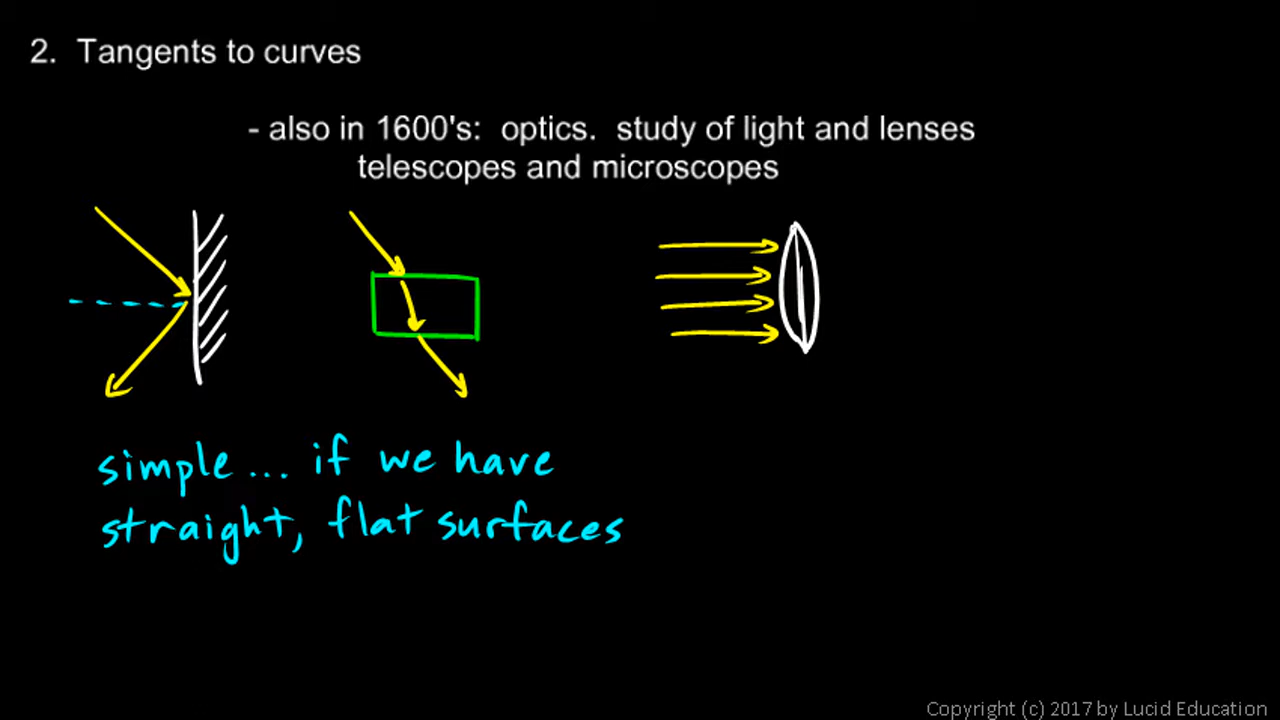 2. Tangents to curves
- also in 1600's: optics. study of light and lenses
telescopes and microscopes
simple... if we have
straight, flat surfaces
Copyright (c) 2017 by Lucid Education